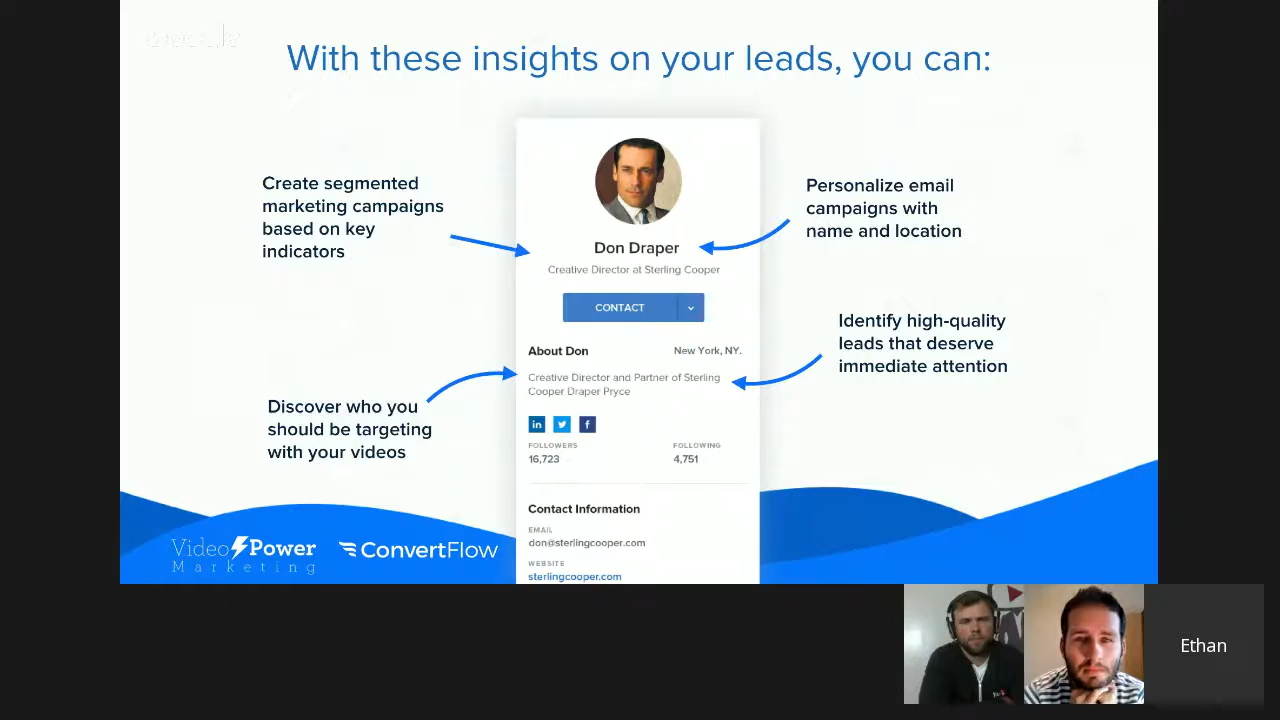 With these insights on your leads, you can:
Create segmented
marketing campaigns
based on key
indicators
Personalize email
campaigns with
name and location
Don Draper
Creative Director at Sterling Cooper
CONTACT
Identify high-quality
leads that deserve
immediate attention
About Don
New York, NY.
Creative Director and Partner of Sterling
Cooper Draper Pryce
Discover who you
should be targeting
with your videos
in
f
FOLLOWERS
FOLLOWING
16,723
4,751
Contact Information
EMAIL
don@sterlingcooper.com
WEBSITE
sterlingcooper.com
Video Power
Marketing
ConvertFlow
Ethan